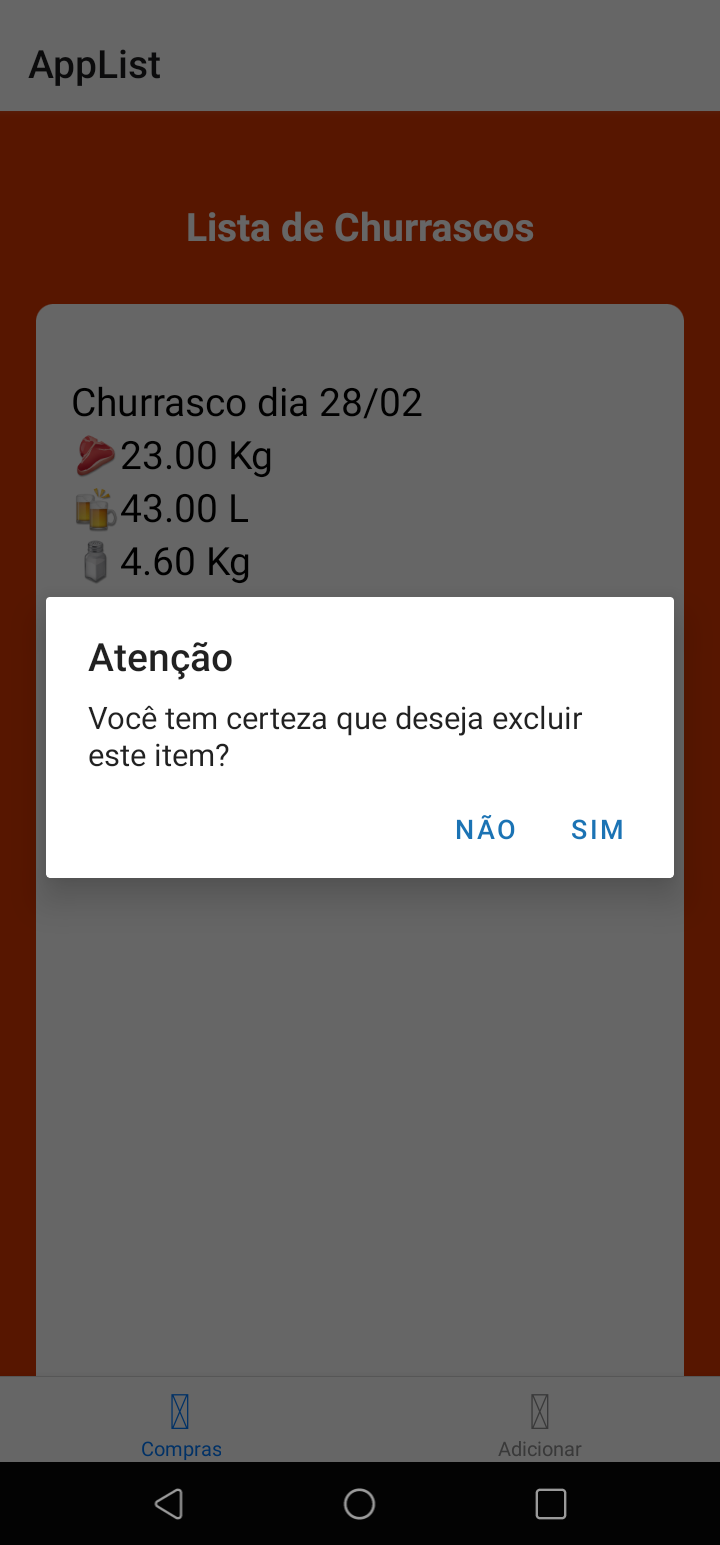 AppList
Lista de Churrascos
Churrasco dia 28/02
🥩23.00 Kg
🍻43.00 L
🧂4.60 Kg
Atenção
Você tem certeza que deseja excluir
este item?
NÃO SIM
Compras Adicionar